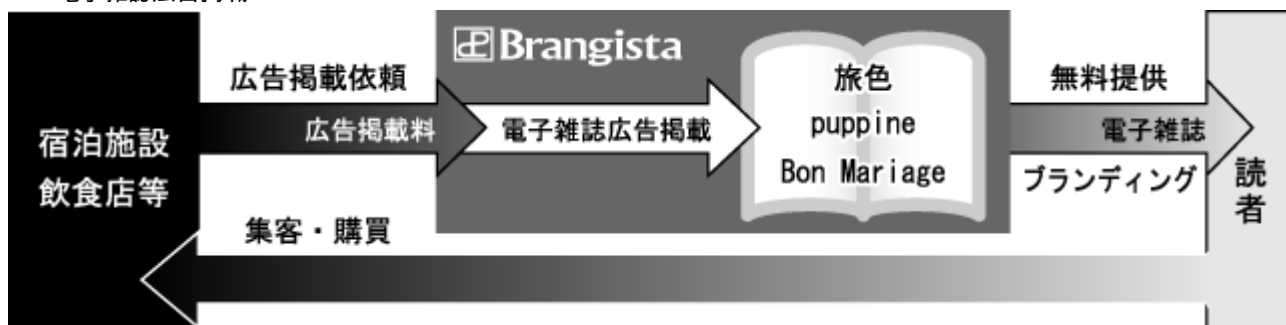 宿泊施設
飲食店等
広告掲載依頼
広告掲載料
集客・購買
Brangista
電子雑誌広告掲載
旅色
puppine
Bon Mariage
無料提供
電子雑誌
ブランディング
読者